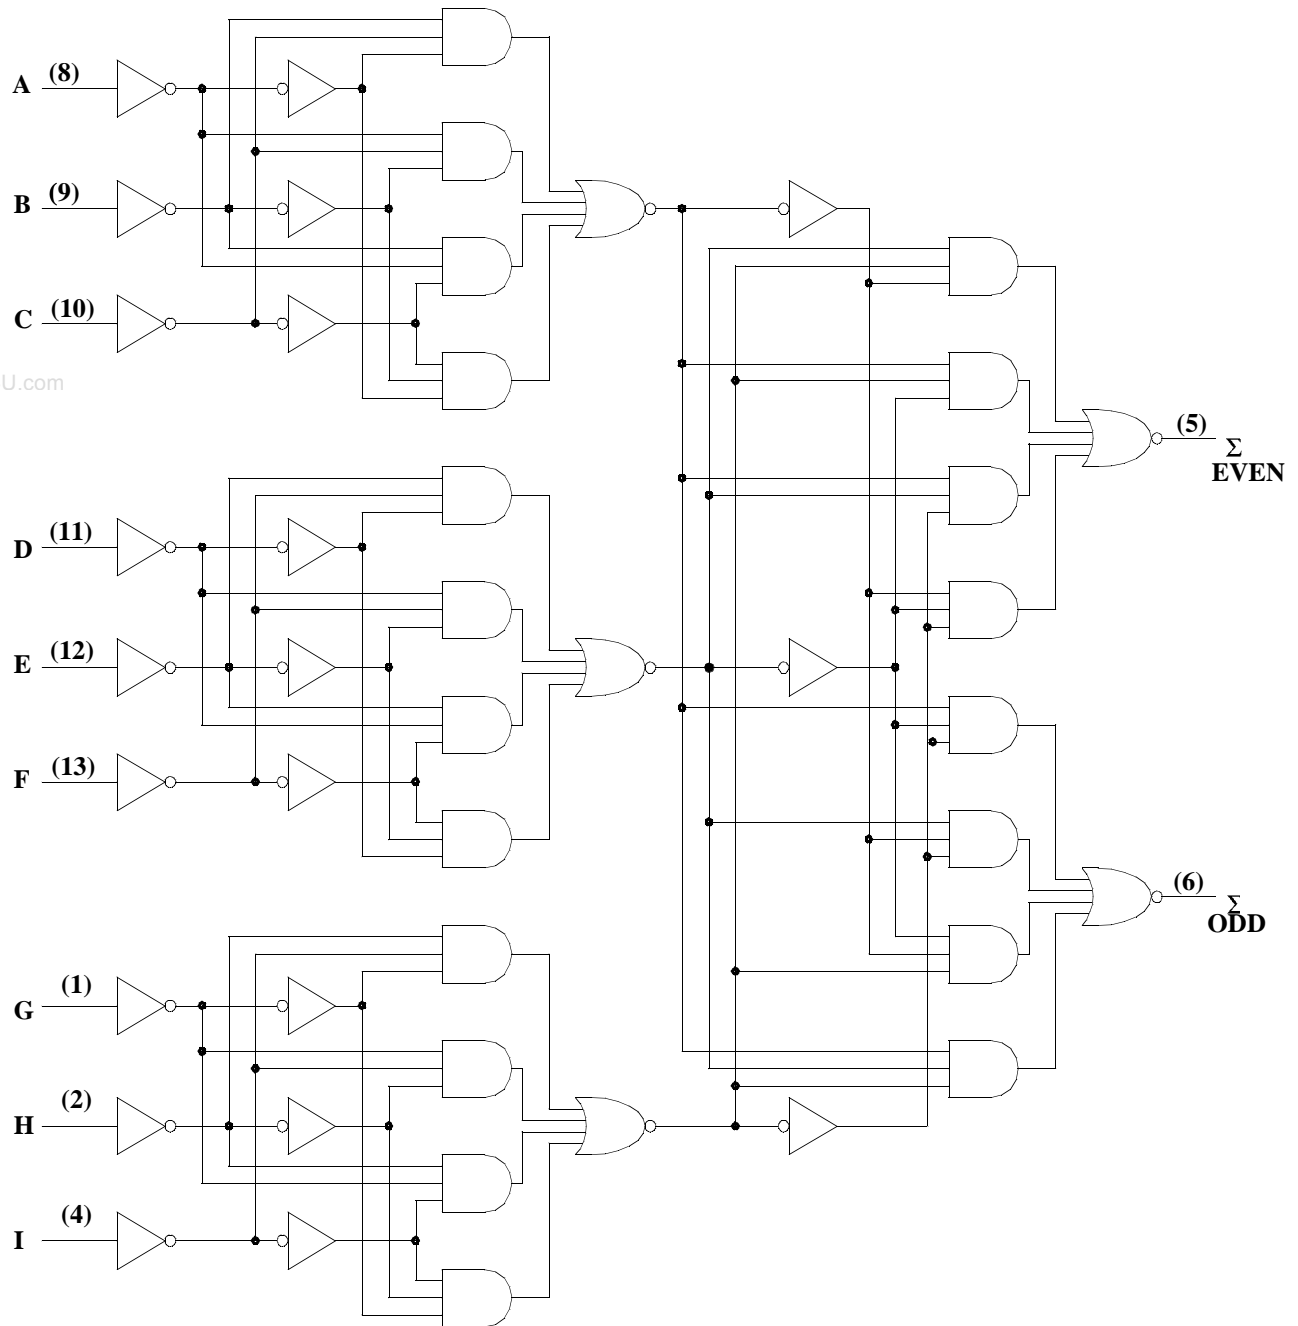 A (8)
B (9)
C (10)
U.com
(5)
Σ
EVEN
D (11)
E (12)
F (13)
(6)
Σ
ODD
G (1)
H (2)
I (4)